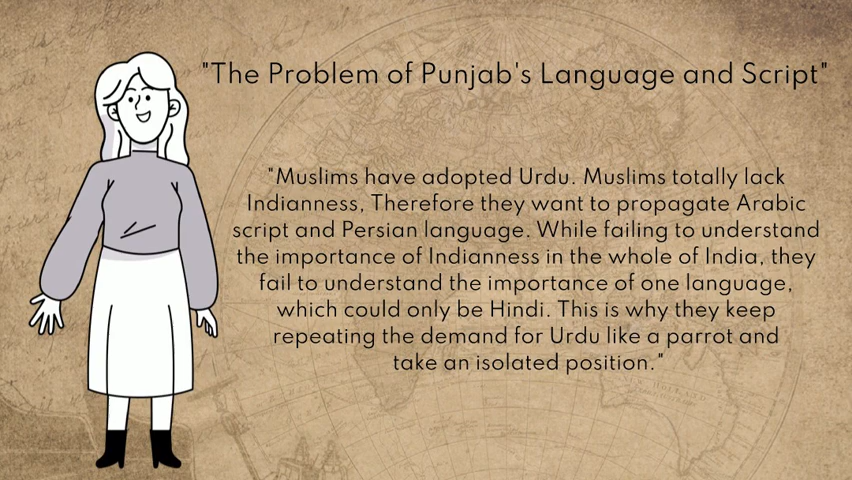 "The Problem of Punjab's Language and Script"
"Muslims have adopted Urdu. Muslims totally lack
Indianness, Therefore they want to propagate Arabic
script and Persian language. While failing to understand
the importance of Indianness in the whole of India, they
fail to understand the importance of one language,
which could only be Hindi. This is why they keep
repeating the demand for Urdu like a parrot and
take an isolated position."